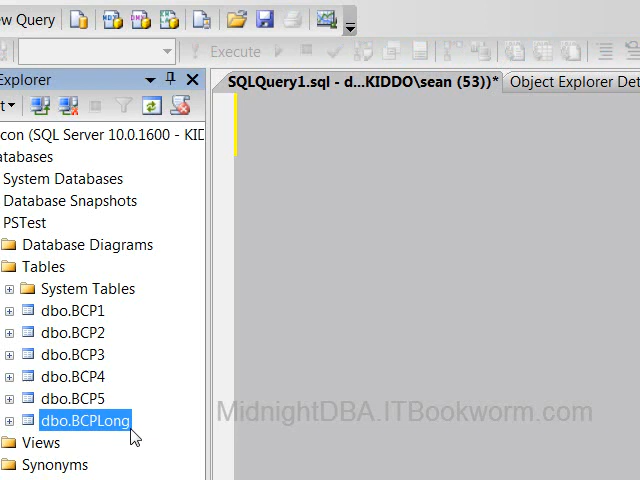 w Query
Execute
Explorer
SQLQuery1.sql - d...KIDDO\sean (53))*
Object Explorer Det
t
con (SQL Server 10.0.1600 - KID
atabases
System Databases
Database Snapshots
PSTest
Database Diagrams
Tables
System Tables
dbo.BCP1
dbo.BCP2
dbo.BCP3
dbo.BCP4
dbo.BCP5
dbo.BCPLong
MidnightDBA.ITBookworm.com
Views
Synonyms